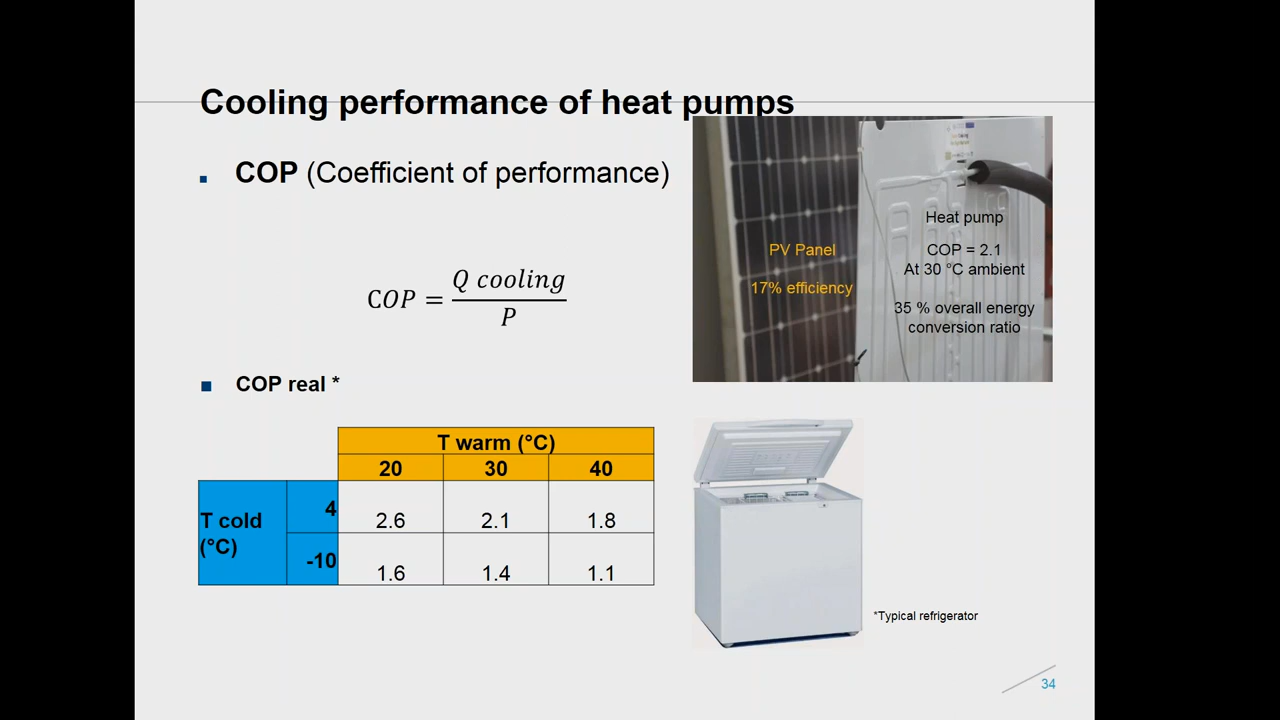 Cooling performance of heat pumps
COP (Coefficient of performance)
COP = Q cooling / P
COP real *
T warm (°C)
20 30 40
T cold (°C)
4 2.6 2.1 1.8
-10 1.6 1.4 1.1
PV Panel
17% efficiency
Heat pump
COP = 2.1
At 30 °C ambient
35 % overall energy
conversion ratio
*Typical refrigerator
34